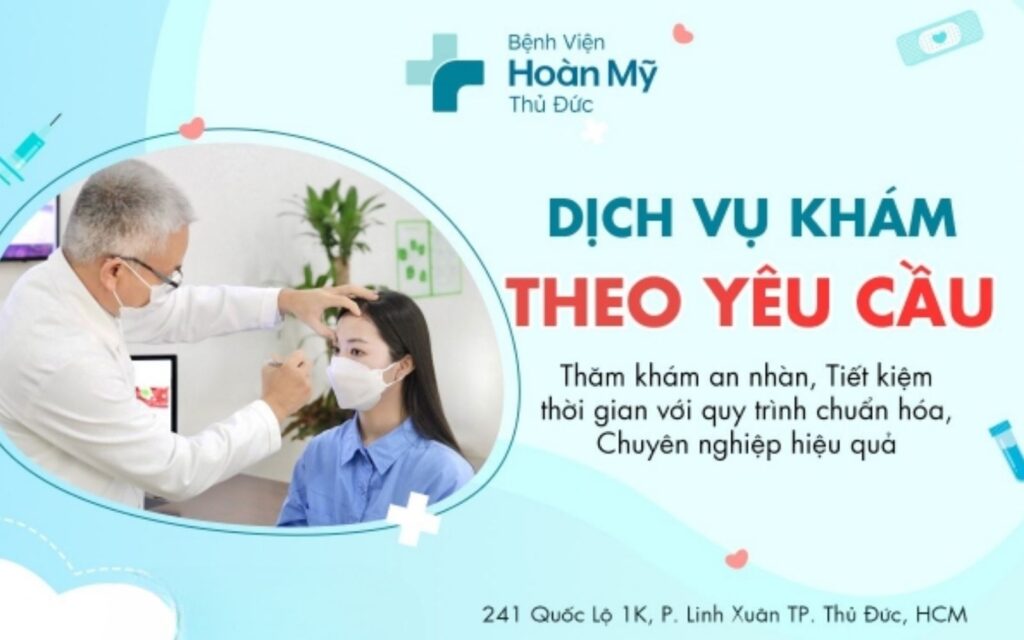 Bệnh Viện
Hoàn Mỹ
Thủ Đức
DỊCH VỤ KHÁM
THEO YÊU CẦU
Thăm khám an nhàn, Tiết kiệm
thời gian với quy trình chuẩn hóa,
Chuyên nghiệp hiệu quả
241 Quốc Lộ 1K, P. Linh Xuân TP. Thủ Đức, HCM